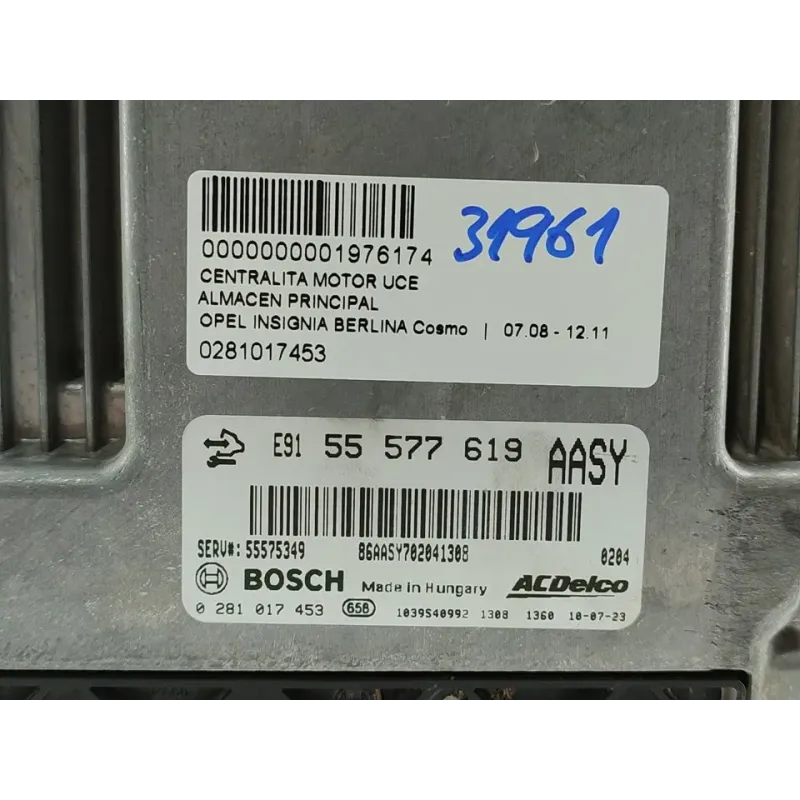 31961
0000000001976174
CENTRALITA MOTOR UCE
ALMACEN PRINCIPAL
OPEL INSIGNIA BERLINA Cosmo | 07.08 - 12.11
0281017453
E91 55 577 619 AASY
SERV#: 55575349 86AASY702041308 0204
BOSCH Made in Hungary ACDelco
0 281 017 453 658 1039S40992 1308 1360 10-07-23